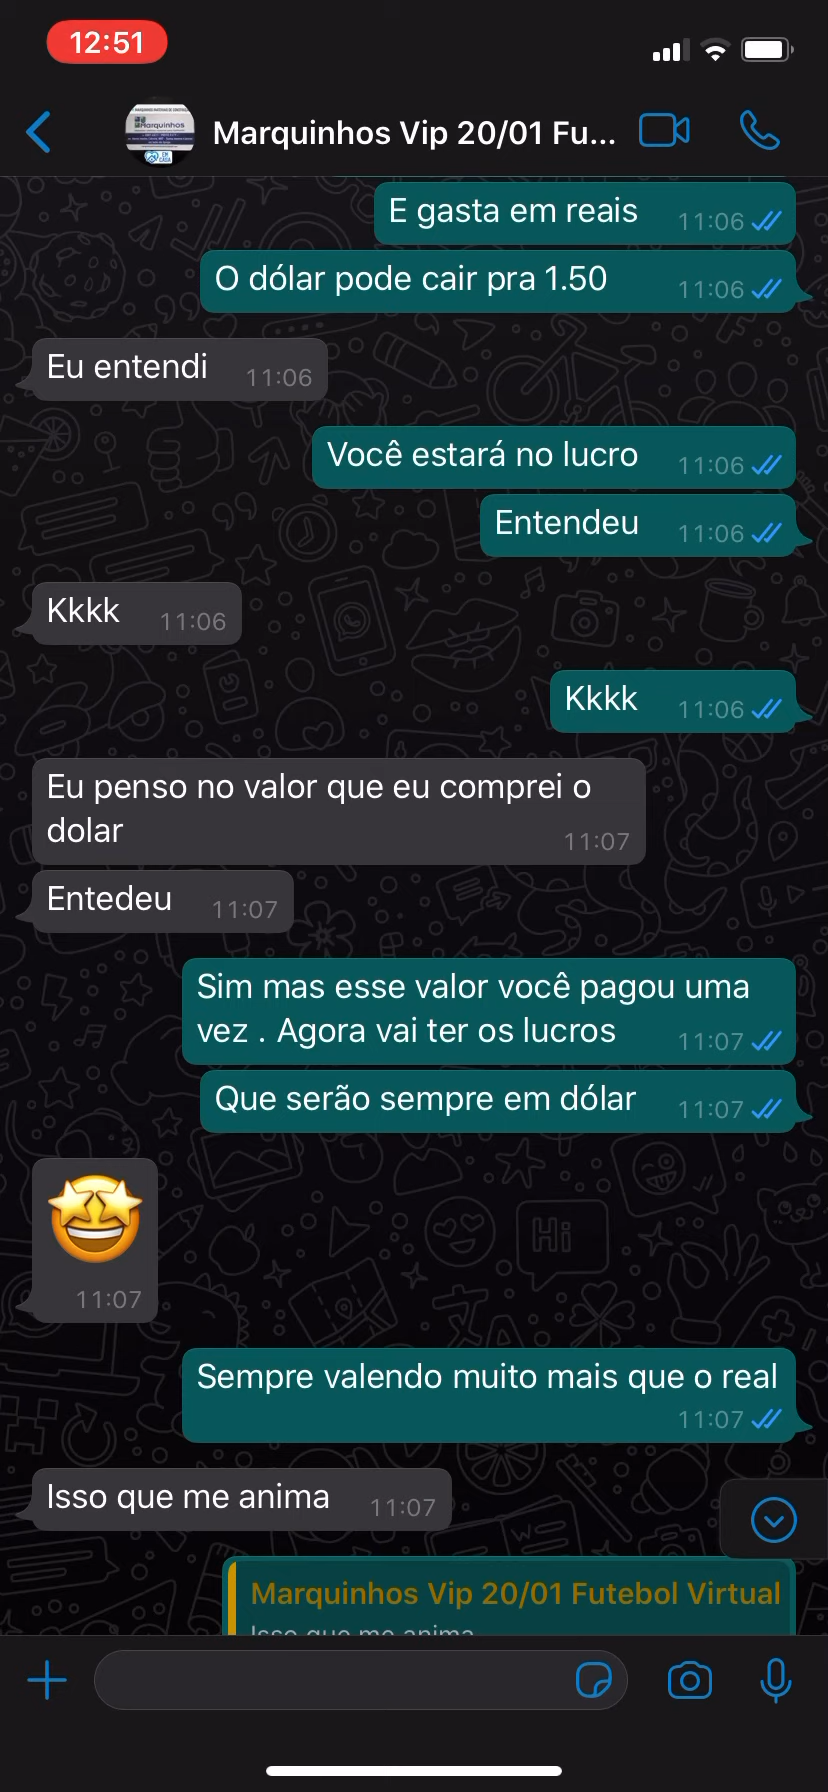 12:51
Marquinhos Vip 20/01 Fu...
E gasta em reais 11:06
O dólar pode cair pra 1.50 11:06
Eu entendi 11:06
Você estará no lucro 11:06
Entendeu 11:06
Kkkk 11:06
Kkkk 11:06
Eu penso no valor que eu comprei o
dolar 11:07
Entedeu 11:07
Sim mas esse valor você pagou uma
vez . Agora vai ter os lucros 11:07
Que serão sempre em dólar 11:07
11:07
Sempre valendo muito mais que o real
11:07
Isso que me anima 11:07
Marquinhos Vip 20/01 Futebol Virtual
Isso que me anima